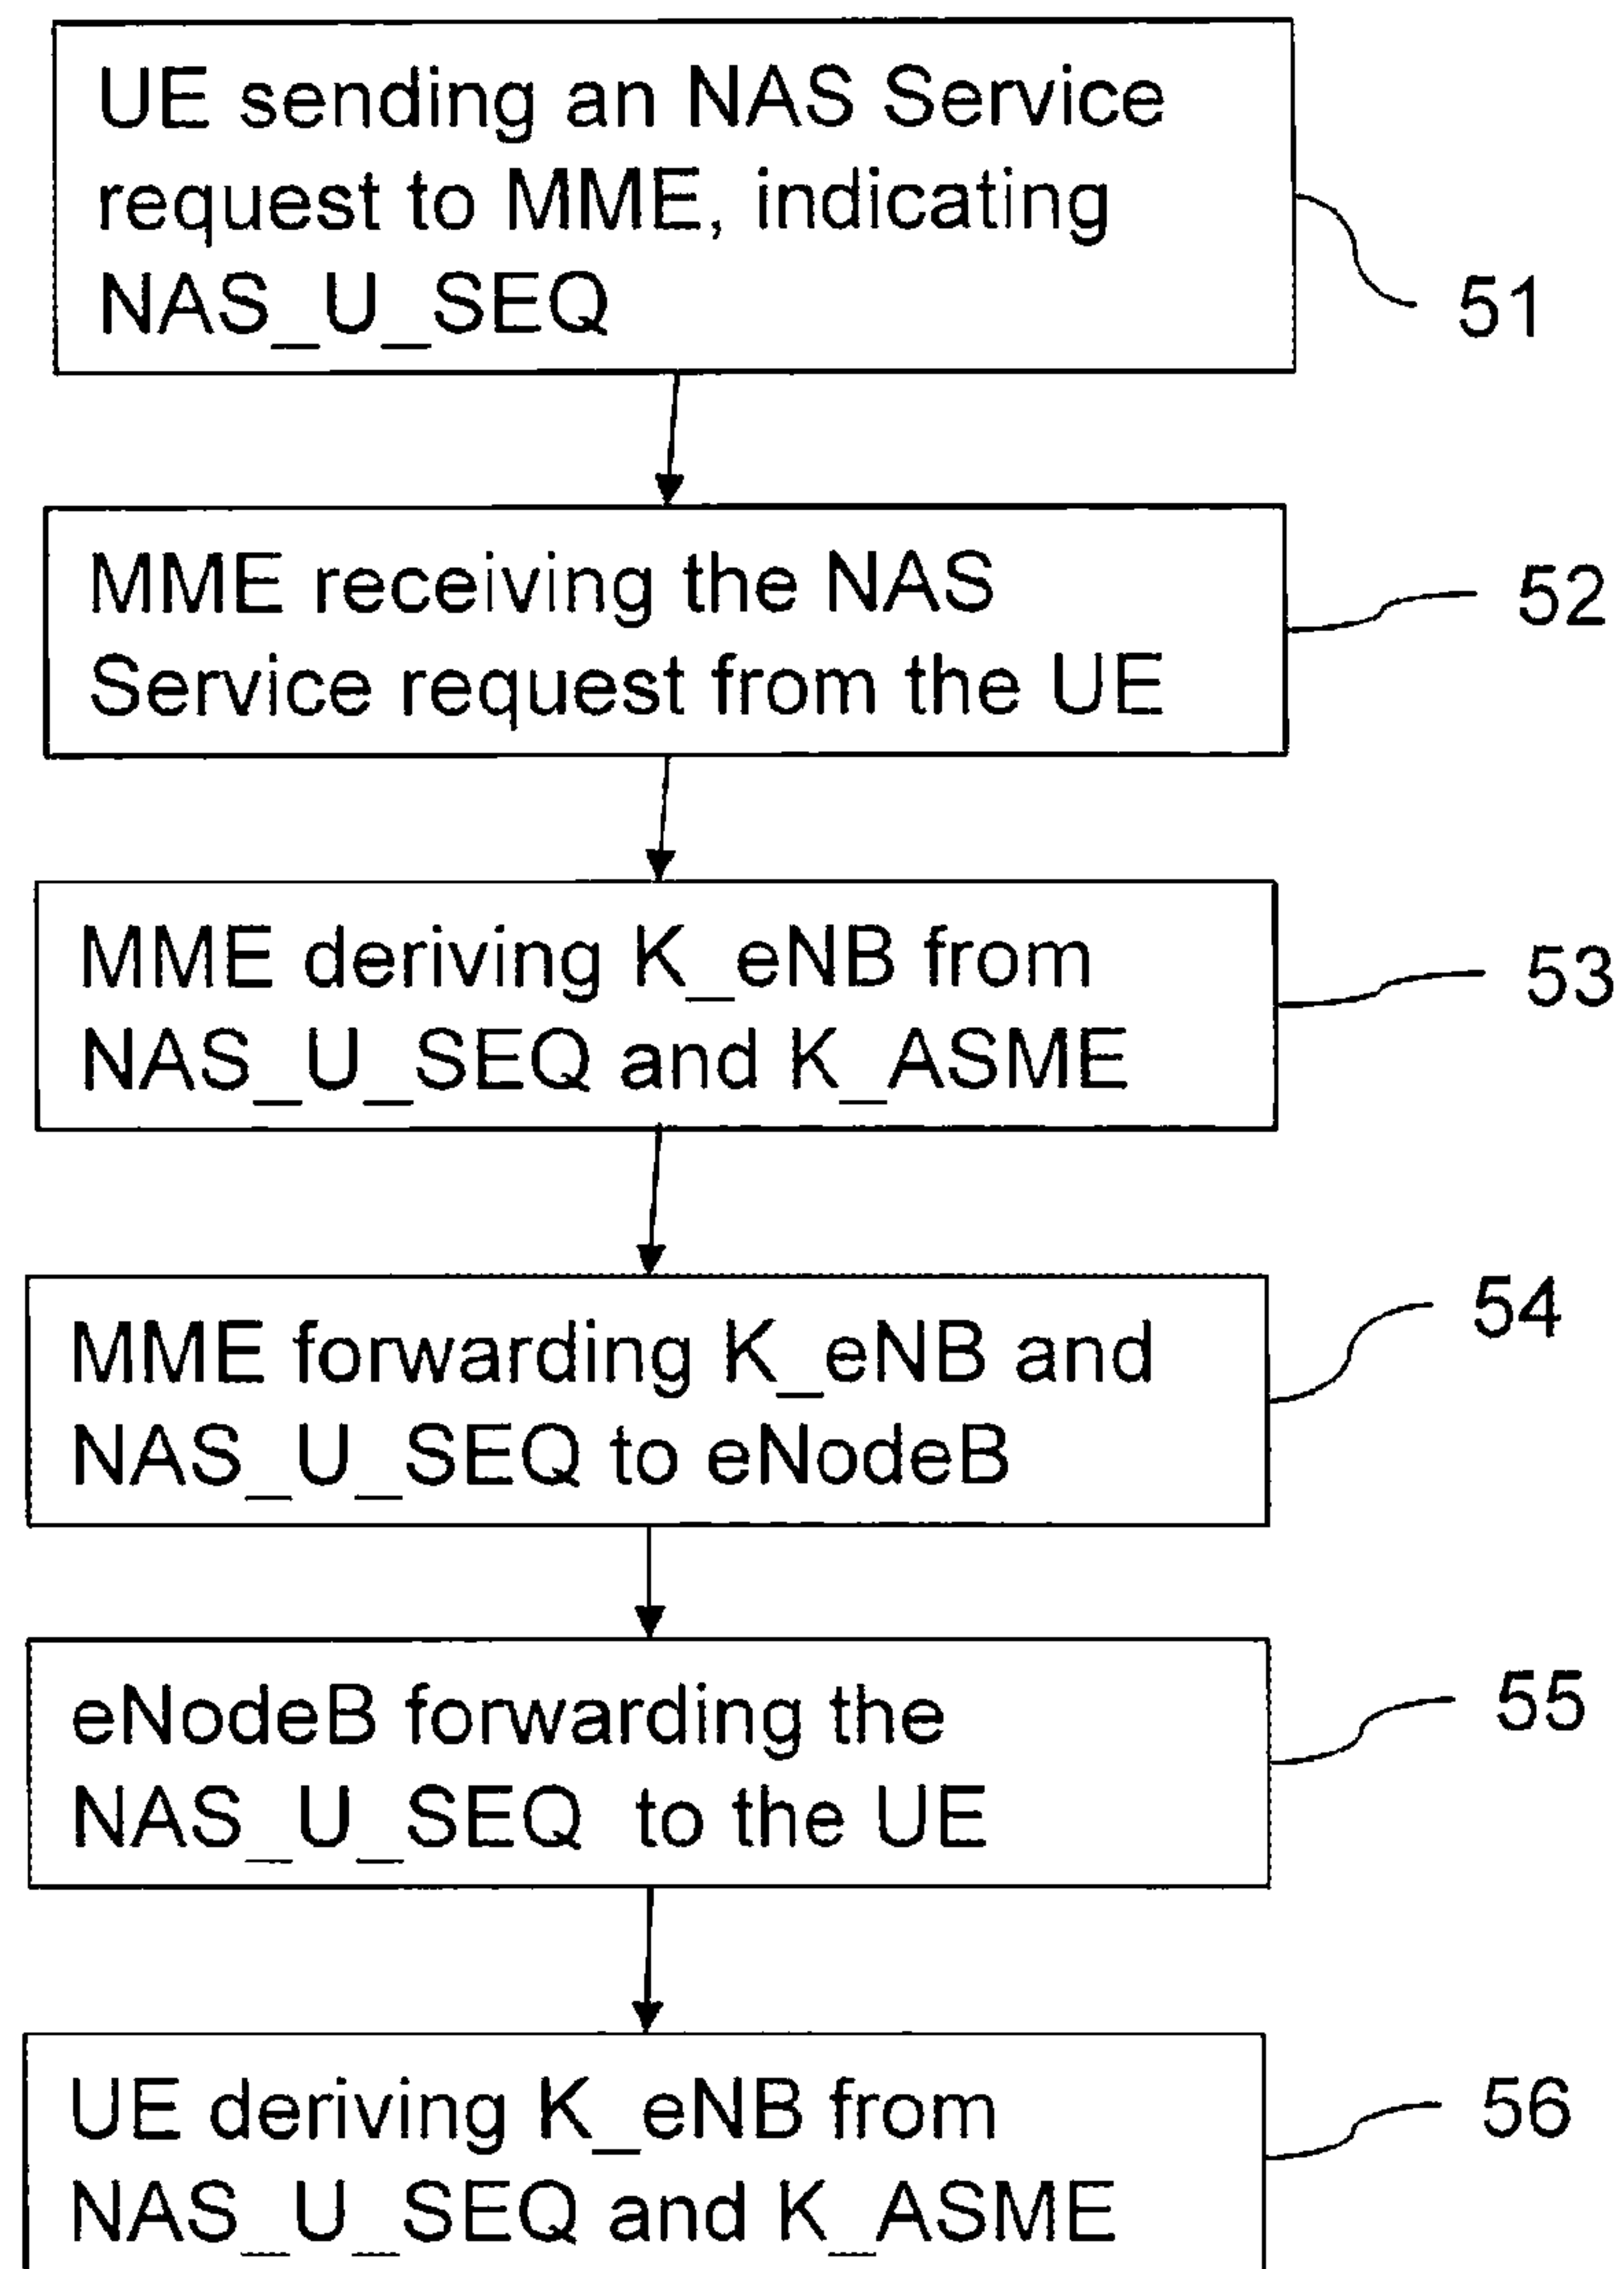 UE sending an NAS Service
request to MME, indicating
NAS_U_SEQ
51
MME receiving the NAS
Service request from the UE
52
MME deriving K_eNB from
NAS_U_SEQ and K_ASME
53
MME forwarding K_eNB and
NAS_U_SEQ to eNodeB
54
eNodeB forwarding the
NAS_U_SEQ to the UE
55
UE deriving K_eNB from
NAS_U_SEQ and K_ASME
56